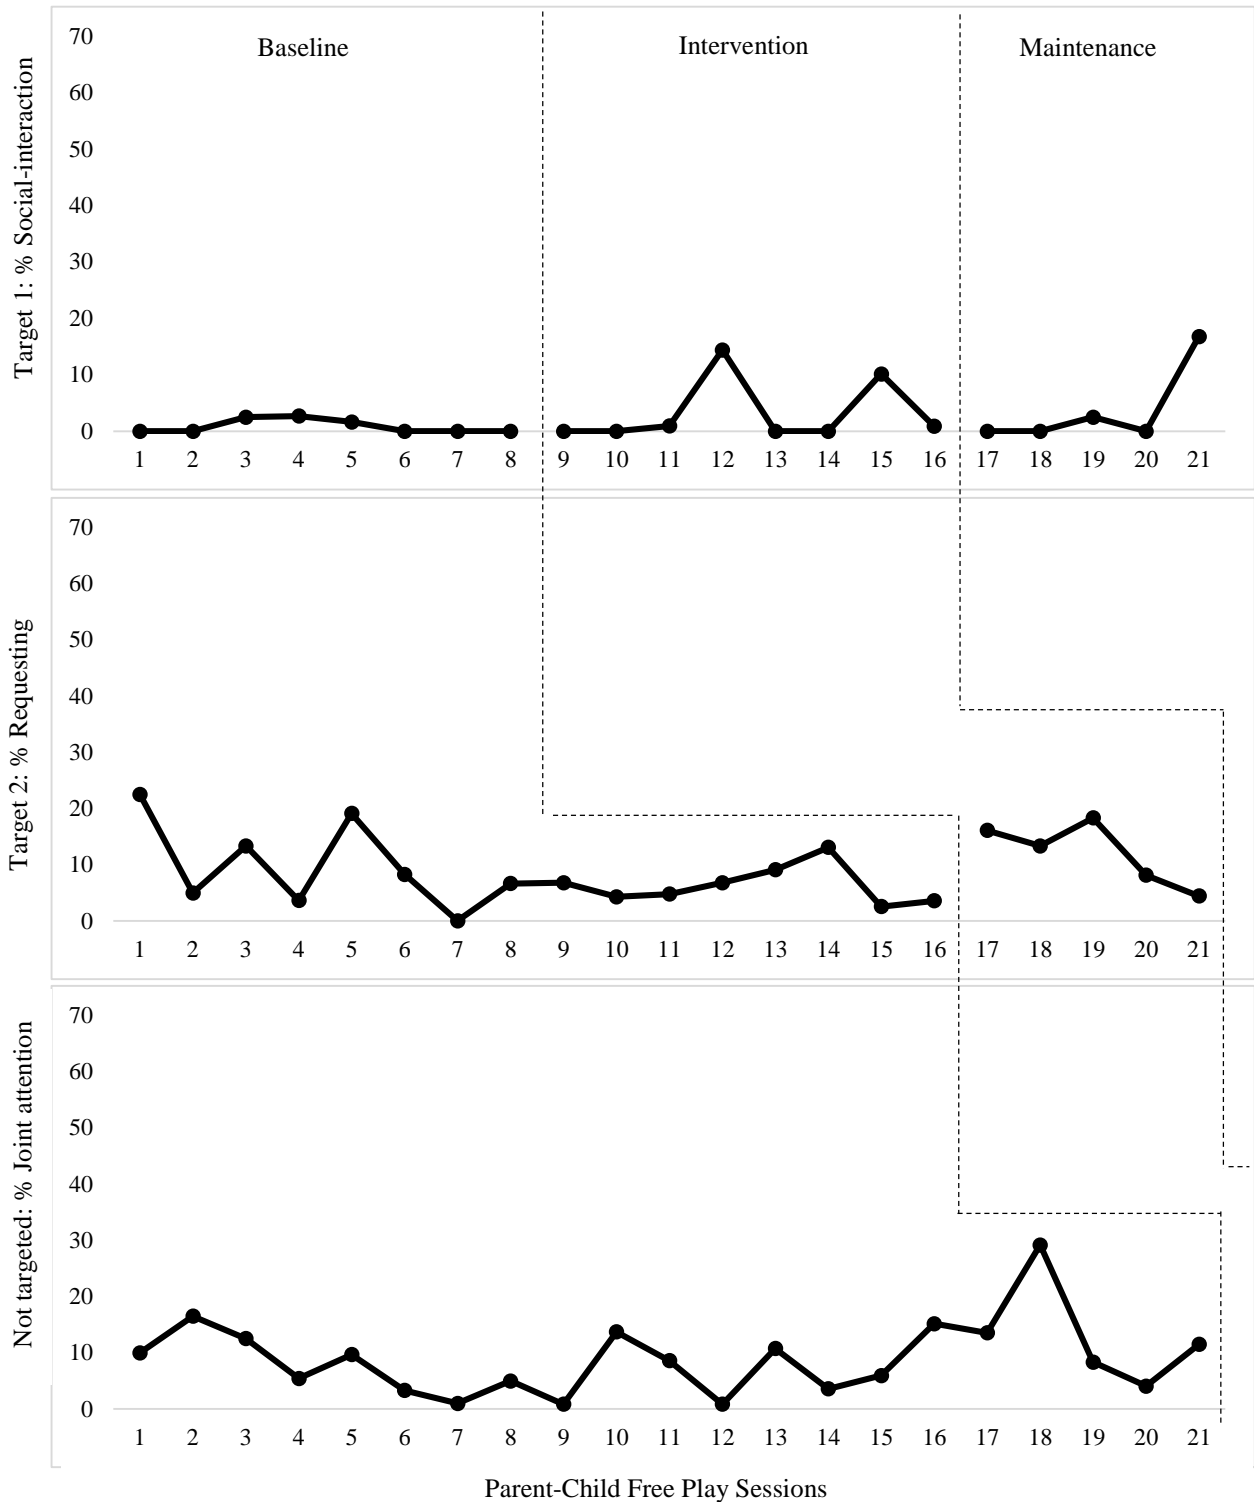 Baseline
Intervention
Maintenance
Target 1: % Social-interaction
70
60
50
40
30
20
10
0
1 2 3 4 5 6 7 8 9 10 11 12 13 14 15 16 17 18 19 20 21
Target 2: % Requesting
70
60
50
40
30
20
10
0
1 2 3 4 5 6 7 8 9 10 11 12 13 14 15 16 17 18 19 20 21
Not targeted: % Joint attention
70
60
50
40
30
20
10
0
1 2 3 4 5 6 7 8 9 10 11 12 13 14 15 16 17 18 19 20 21
Parent-Child Free Play Sessions